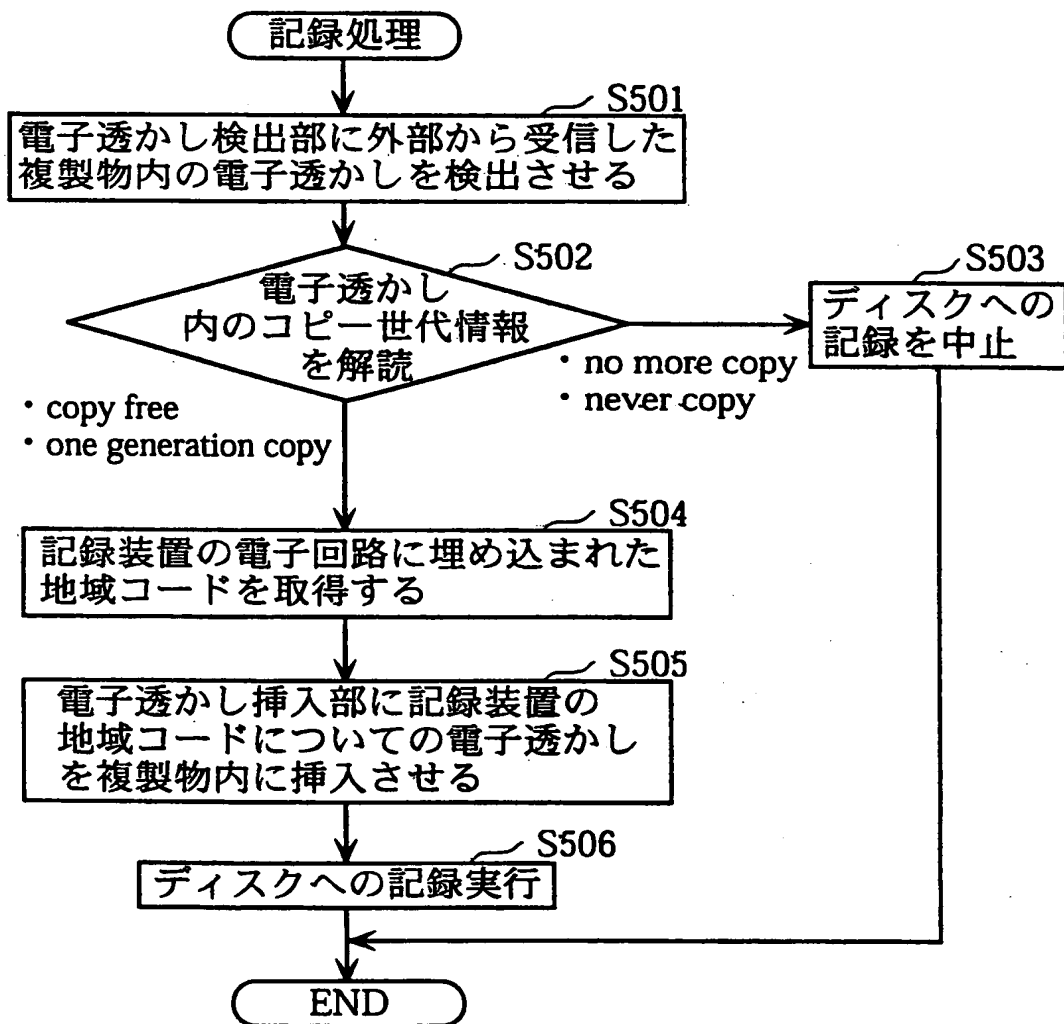 記録処理
S501
電子透かし検出部に外部から受信した
複製物内の電子透かしを検出させる
S502
電子透かし
内のコピー世代情報
を解読
S503
ディスクへの
記録を中止
・no more copy
・never copy
・copy free
・one generation copy
S504
記録装置の電子回路に埋め込まれた
地域コードを取得する
S505
電子透かし挿入部に記録装置の
地域コードについての電子透かし
を複製物内に挿入させる
S506
ディスクへの記録実行
END